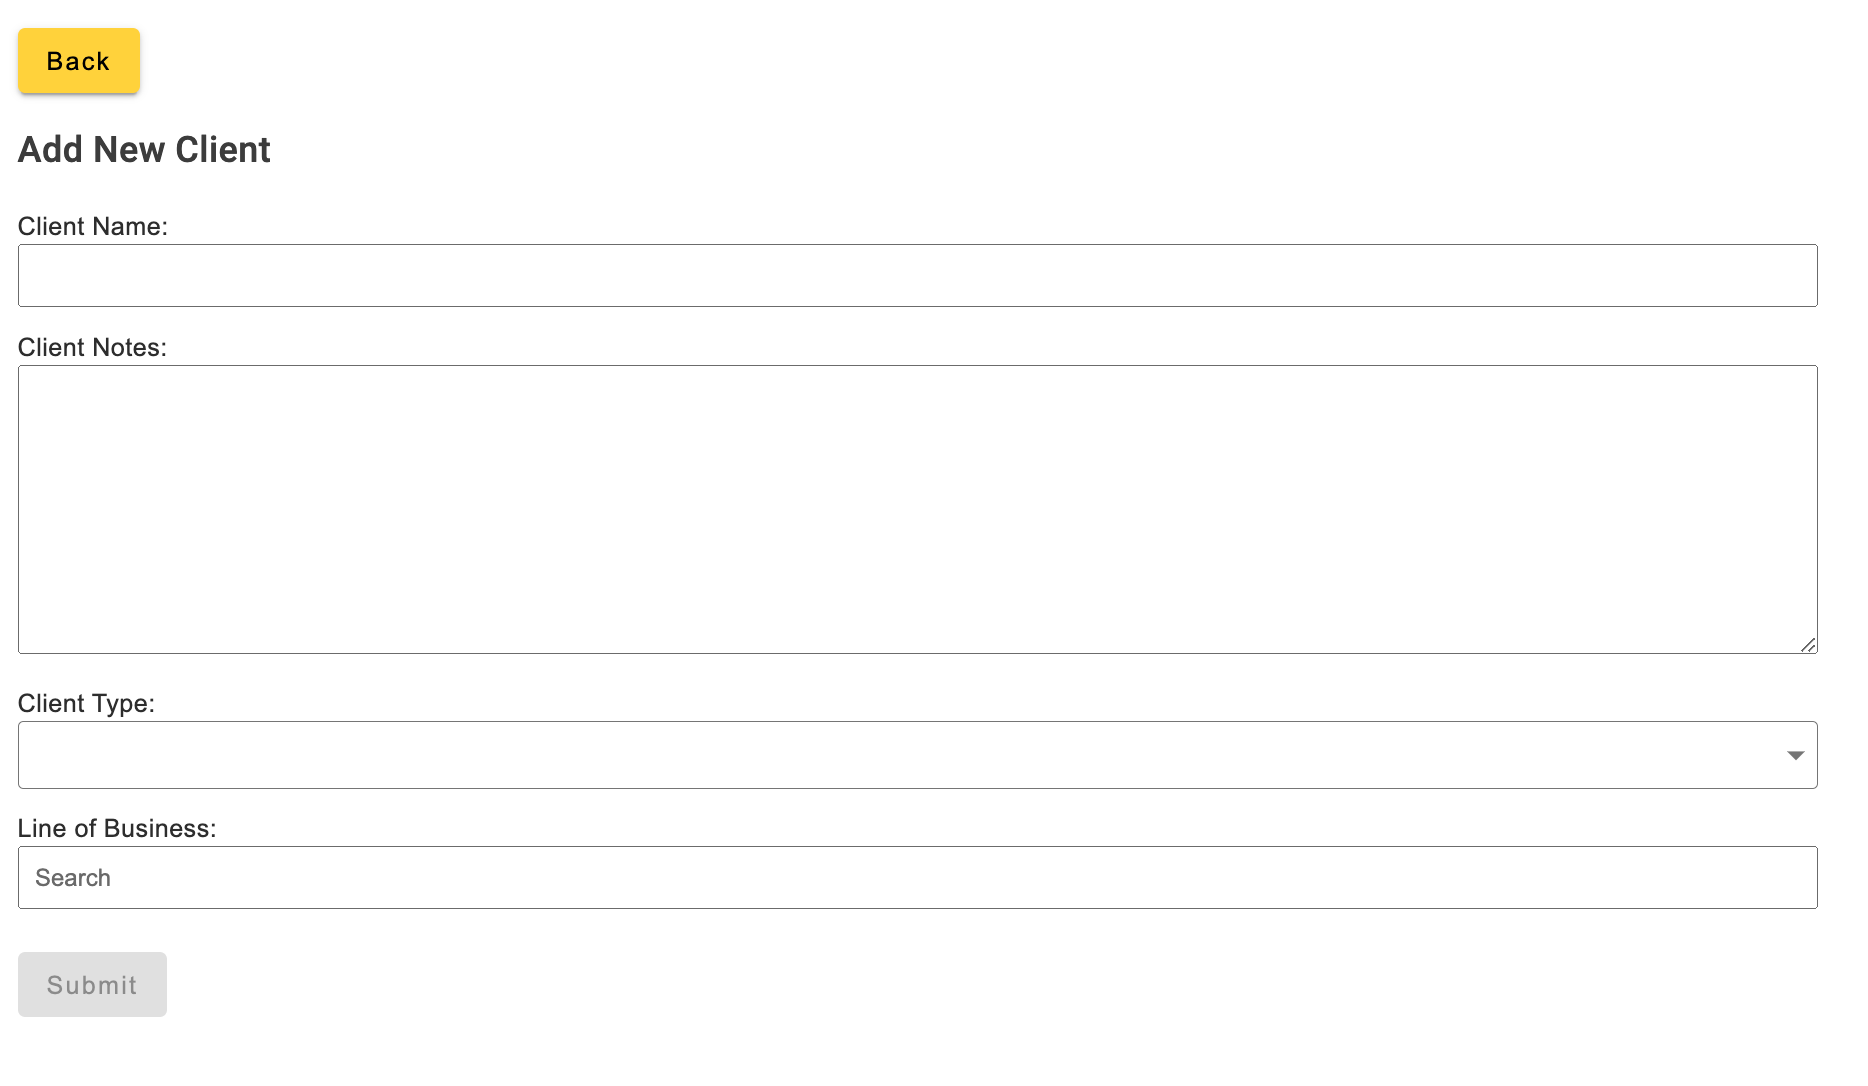 Back
Add New Client
Client Name:
Client Notes:
Client Type:
Line of Business:
Search
Submit